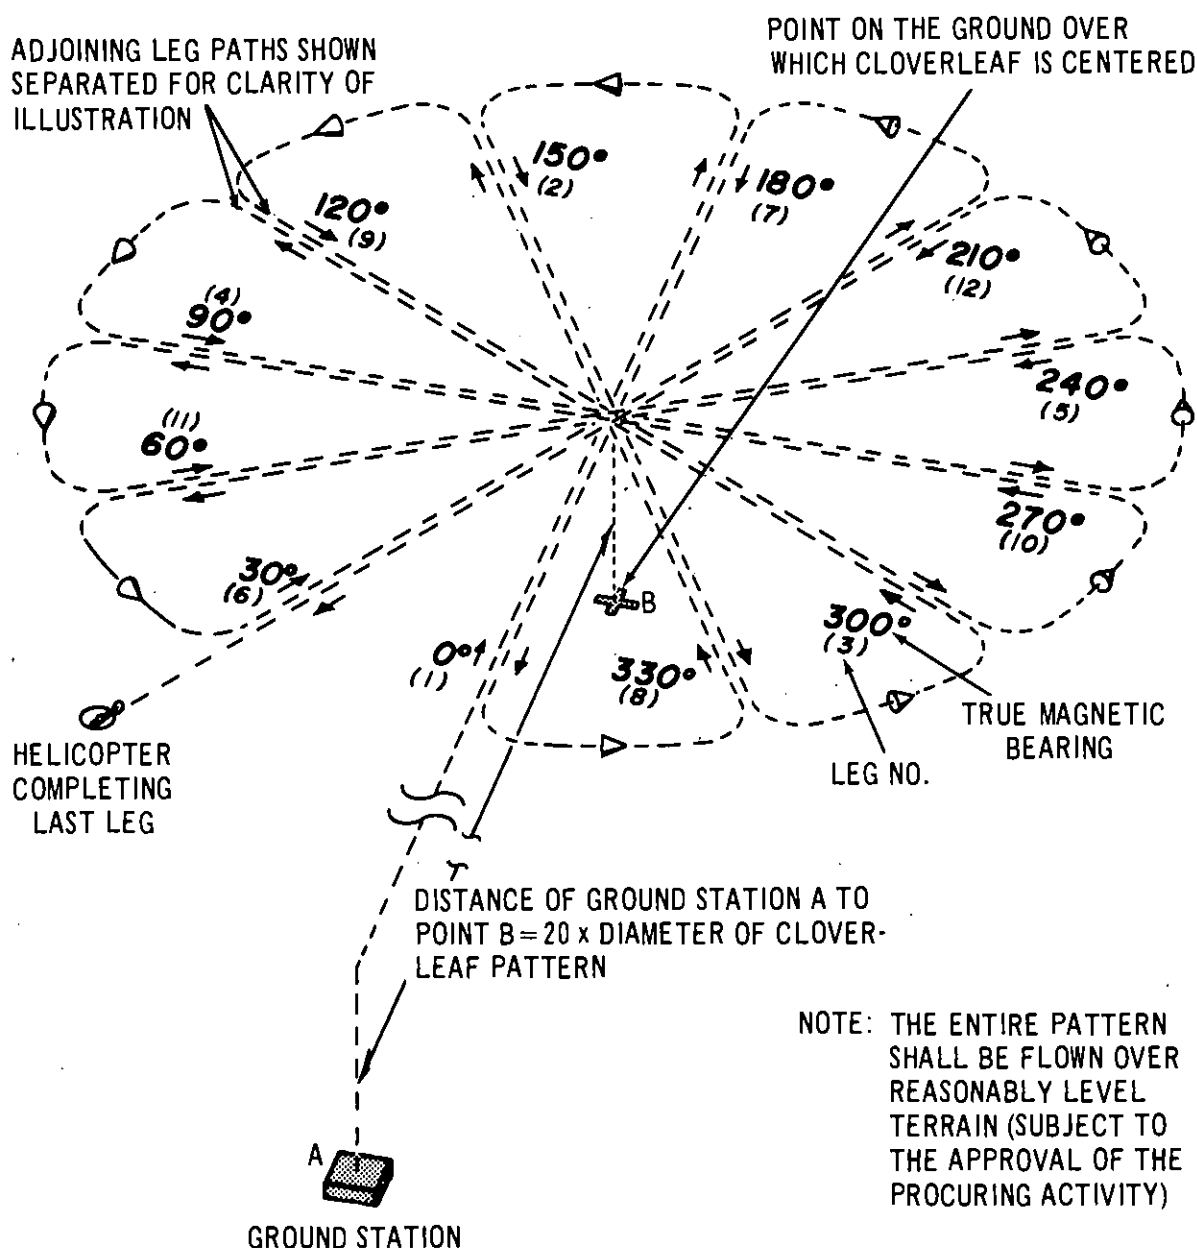 ADJOINING LEG PATHS SHOWN
SEPARATED FOR CLARITY OF
ILLUSTRATION
POINT ON THE GROUND OVER
WHICH CLOVERLEAF IS CENTERED
150°
(2)
180°
(7)
120°
(9)
210°
(12)
(4)
90°
240°
(5)
(11)
60°
270°
(10)
30°
(6)
B
300°
(3)
0°
(1)
330°
(8)
TRUE MAGNETIC
BEARING
LEG NO.
HELICOPTER
COMPLETING
LAST LEG
DISTANCE OF GROUND STATION A TO
POINT B=20 x DIAMETER OF CLOVER-
LEAF PATTERN
NOTE: THE ENTIRE PATTERN
SHALL BE FLOWN OVER
REASONABLY LEVEL
TERRAIN (SUBJECT TO
THE APPROVAL OF THE
PROCURING ACTIVITY)
A
GROUND STATION